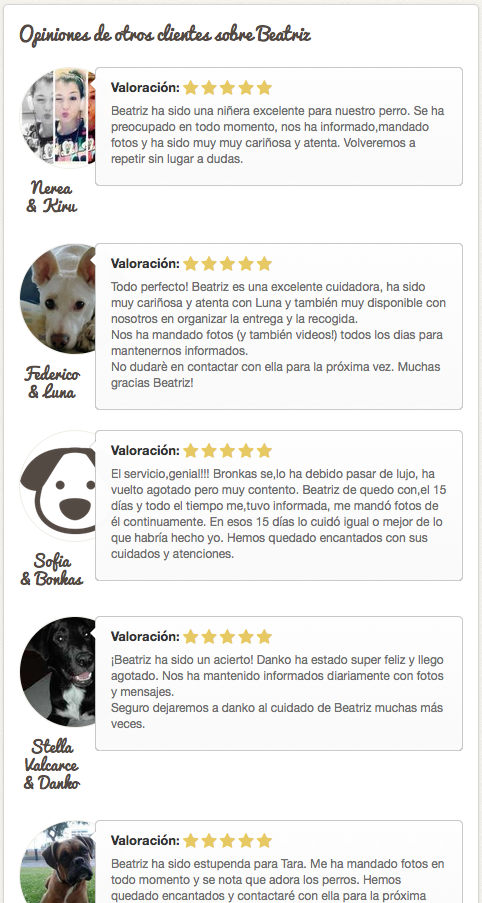 Opiniones de otros clientes sobre Beatriz
Valoración:
Beatriz ha sido una niñera excelente para nuestro perro. Se ha
preocupado en todo momento, nos ha informado,mandado
fotos y ha sido muy muy cariñosa y atenta. Volveremos a
repetir sin lugar a dudas.
Nerea
& Kiru
Valoración:
Todo perfecto! Beatriz es una excelente cuidadora, ha sido
muy cariñosa y atenta con Luna y también muy disponible con
nosotros en organizar la entrega y la recogida.
Nos ha mandado fotos (y también videos!) todos los dias para
mantenernos informados.
No dudarè en contactar con ella para la próxima vez. Muchas
gracias Beatriz!
Federico
& Luna
Valoración:
El servicio,genial!!! Bronkas se,lo ha debido pasar de lujo, ha
vuelto agotado pero muy contento. Beatriz de quedo con,el 15
días y todo el tiempo me,tuvo informada, me mandó fotos de
él continuamente. En esos 15 días lo cuidó igual o mejor de lo
que habría hecho yo. Hemos quedado encantados con sus
cuidados y atenciones.
Sofia
& Bonkas
Valoración:
¡Beatriz ha sido un acierto! Danko ha estado super feliz y llego
agotado. Nos ha mantenido informados diariamente con fotos
y mensajes.
Seguro dejaremos a danko al cuidado de Beatriz muchas más
veces.
Stella
Valcarce
& Danko
Valoración:
Beatriz ha sido estupenda para Tara. Me ha mandado fotos en
todo momento y se nota que adora los perros. Hemos
quedado encantados y contactaré con ella para la próxima